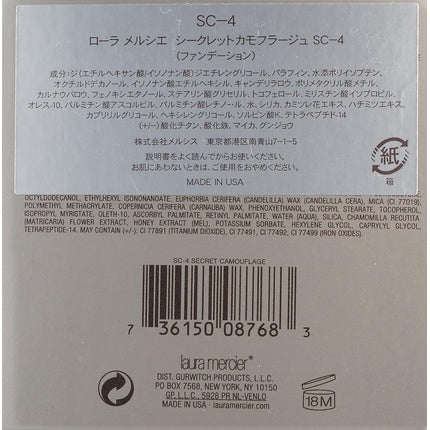 SC-4
ローラ メルシエ シークレットカモフラージュ SC-4
(ファンデーション)
成分:ジ(エチルヘキサン酸/イソノナン酸)ジエチレングリコール、パラフィン、水添ポリイソブテン、
オクチルドデカノール、イソノナン酸エチルヘキシル、キャンデリラロウ、ポリメタクリル酸メチル、
カルナウバロウ、フェノキシエタノール、ステアリン酸グリセリル、トコフェロール、ミリスチン酸イソプロピル、
オレス-10、パルミチン酸アスコルビル、パルミチン酸レチノール、水、シリカ、カミツレ花エキス、ハチミツエキス、
カプリリルグリコール、ヘキシレングリコール、ソルビン酸K、テトラペプチド-14
(+/−)酸化チタン、酸化鉄、マイカ、グンジョウ
株式会社メルシス 東京都港区南青山7-1-5
説明書をよく読んでからお使いください。
お肌にあわないときは、ご使用をおやめください。
MADE IN USA
紙
箱
OCTYLDODECANOL, ETHYLHEXYL ISONONANOATE, EUPHORBIA CERIFERA (CANDELILLA) WAX (CANDELILLA CERA), MICA (CI 77019),
POLYMETHYL METHACRYLATE, COPERNICIA CERIFERA (CARNAUBA) WAX, PHENOXYETHANOL, GLYCERYL STEARATE, TOCOPHEROL,
ISOPROPYL MYRISTATE, OLETH-10, ASCORBYL PALMITATE, RETINYL PALMITATE, WATER (AQUA), SILICA, CHAMOMILLA RECUTITA
(MATRICARIA) FLOWER EXTRACT, HONEY EXTRACT (MEL), POTASSIUM SORBATE, HEXYLENE GLYCOL, CAPRYLYL GLYCOL,
TETRAPEPTIDE-14. MAY CONTAIN (+/-): CI 77891 (TITANIUM DIOXIDE), CI 77491, CI 77492, CI 77499 (IRON OXIDES).
SC-4 SECRET CAMOUFLAGE
7 36150 08768 3
laura mercier®
DIST. GURWITCH PRODUCTS, L.L.C.
PO BOX 7568, NEW YORK, NY 10150
GP. L.L.C., 5928 PR NL-VENLO
MADE IN USA - lauramercier.com
18M